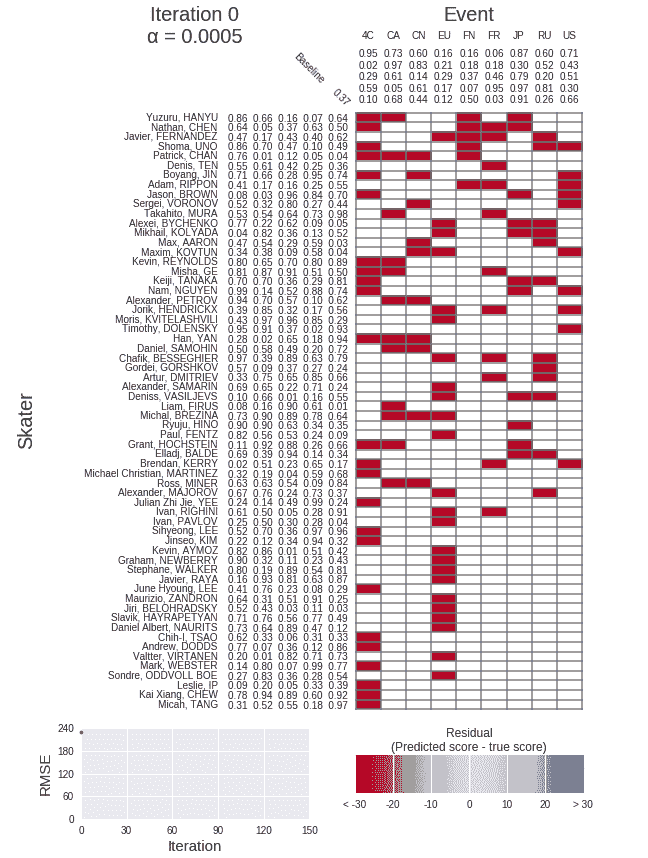 Iteration 0
α = 0.0005
Event
4C CA CN EU FN FR JP RU US
Baseline
0.37
0.95 0.73 0.60 0.16 0.16 0.06 0.87 0.60 0.71
0.02 0.97 0.83 0.21 0.18 0.18 0.30 0.52 0.43
0.29 0.61 0.14 0.29 0.37 0.46 0.79 0.20 0.51
0.59 0.05 0.61 0.17 0.07 0.95 0.97 0.81 0.30
0.10 0.68 0.44 0.12 0.50 0.03 0.91 0.26 0.66
Skater
Yuzuru, HANYU 0.86 0.66 0.16 0.07 0.64
Nathan, CHEN 0.64 0.05 0.37 0.63 0.50
Javier, FERNANDEZ 0.47 0.17 0.43 0.40 0.62
Shoma, UNO 0.86 0.70 0.47 0.10 0.49
Patrick, CHAN 0.76 0.01 0.12 0.05 0.04
Denis, TEN 0.55 0.61 0.42 0.25 0.36
Boyang, JIN 0.71 0.66 0.28 0.95 0.74
Adam, RIPPON 0.41 0.17 0.16 0.25 0.55
Jason, BROWN 0.08 0.03 0.96 0.84 0.70
Sergei, VORONOV 0.52 0.32 0.80 0.27 0.44
Takahito, MURA 0.53 0.54 0.64 0.73 0.98
Alexei, BYCHENKO 0.77 0.22 0.62 0.09 0.05
Mikhail, KOLYADA 0.04 0.82 0.36 0.13 0.52
Max, AARON 0.47 0.54 0.29 0.59 0.03
Maxim, KOVTUN 0.34 0.38 0.09 0.58 0.04
Kevin, REYNOLDS 0.80 0.65 0.70 0.80 0.89
Misha, GE 0.81 0.87 0.91 0.51 0.50
Keiji, TANAKA 0.70 0.70 0.36 0.29 0.81
Nam, NGUYEN 0.99 0.14 0.52 0.88 0.74
Alexander, PETROV 0.94 0.70 0.57 0.10 0.62
Jorik, HENDRICKX 0.39 0.85 0.32 0.17 0.56
Moris, KVITELASHVILI 0.43 0.97 0.96 0.85 0.29
Timothy, DOLENSKY 0.95 0.91 0.37 0.02 0.93
Han, YAN 0.28 0.02 0.65 0.18 0.94
Daniel, SAMOHIN 0.50 0.58 0.49 0.20 0.72
Chafik, BESSEGHIER 0.97 0.39 0.89 0.63 0.79
Gordei, GORSHKOV 0.57 0.09 0.37 0.27 0.24
Artur, DMITRIEV 0.33 0.75 0.65 0.85 0.66
Alexander, SAMARIN 0.69 0.65 0.22 0.71 0.24
Deniss, VASILJEVS 0.10 0.66 0.01 0.16 0.55
Liam, FIRUS 0.08 0.16 0.90 0.61 0.01
Michal, BREZINA 0.73 0.90 0.89 0.78 0.64
Ryuju, HINO 0.90 0.90 0.63 0.34 0.35
Paul, FENTZ 0.82 0.56 0.53 0.24 0.09
Grant, HOCHSTEIN 0.11 0.92 0.88 0.26 0.66
Elladj, BALDE 0.69 0.39 0.94 0.14 0.34
Brendan, KERRY 0.02 0.51 0.23 0.65 0.17
Michael Christian, MARTINEZ 0.32 0.19 0.04 0.59 0.68
Ross, MINER 0.63 0.63 0.54 0.09 0.84
Alexander, MAJOROV 0.67 0.76 0.24 0.73 0.37
Julian Zhi Jie, YEE 0.24 0.14 0.49 0.99 0.24
Ivan, RIGHINI 0.61 0.50 0.05 0.28 0.91
Ivan, PAVLOV 0.25 0.50 0.30 0.28 0.04
Sihyeong, LEE 0.52 0.70 0.36 0.97 0.96
Jinseo, KIM 0.22 0.12 0.34 0.94 0.32
Kevin, AYMOZ 0.82 0.86 0.01 0.51 0.42
Graham, NEWBERRY 0.90 0.32 0.11 0.23 0.43
Stephane, WALKER 0.80 0.19 0.89 0.54 0.81
Javier, RAYA 0.16 0.93 0.81 0.63 0.87
June Hyoung, LEE 0.41 0.76 0.23 0.08 0.29
Maurizio, ZANDRON 0.64 0.31 0.51 0.91 0.25
Jiri, BELOHRADSKY 0.52 0.43 0.03 0.11 0.03
Slavik, HAYRAPETYAN 0.71 0.76 0.56 0.77 0.49
Daniel Albert, NAURITS 0.73 0.64 0.89 0.47 0.12
Chih-I, TSAO 0.62 0.33 0.06 0.31 0.33
Andrew, DODDS 0.77 0.07 0.36 0.12 0.86
Valtter, VIRTANEN 0.20 0.01 0.82 0.71 0.73
Mark, WEBSTER 0.14 0.80 0.07 0.99 0.77
Sondre, ODDVOLL BOE 0.27 0.83 0.36 0.28 0.54
Leslie, IP 0.09 0.20 0.05 0.33 0.39
Kai Xiang, CHEW 0.78 0.94 0.89 0.60 0.92
Micah, TANG 0.31 0.52 0.55 0.18 0.97
RMSE
240
180
120
60
0
0 30 60 90 120 150
Iteration
Residual
(Predicted score - true score)
< -30 -20 -10 0 10 20 > 30